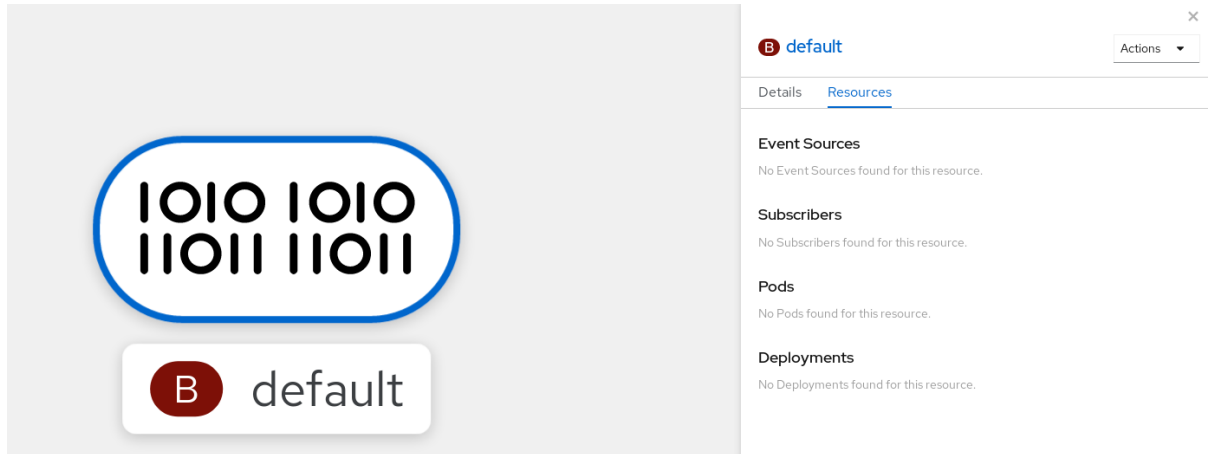 1010 1010
11011 11011
B default
×
B default
Actions
Details Resources
Event Sources
No Event Sources found for this resource.
Subscribers
No Subscribers found for this resource.
Pods
No Pods found for this resource.
Deployments
No Deployments found for this resource.